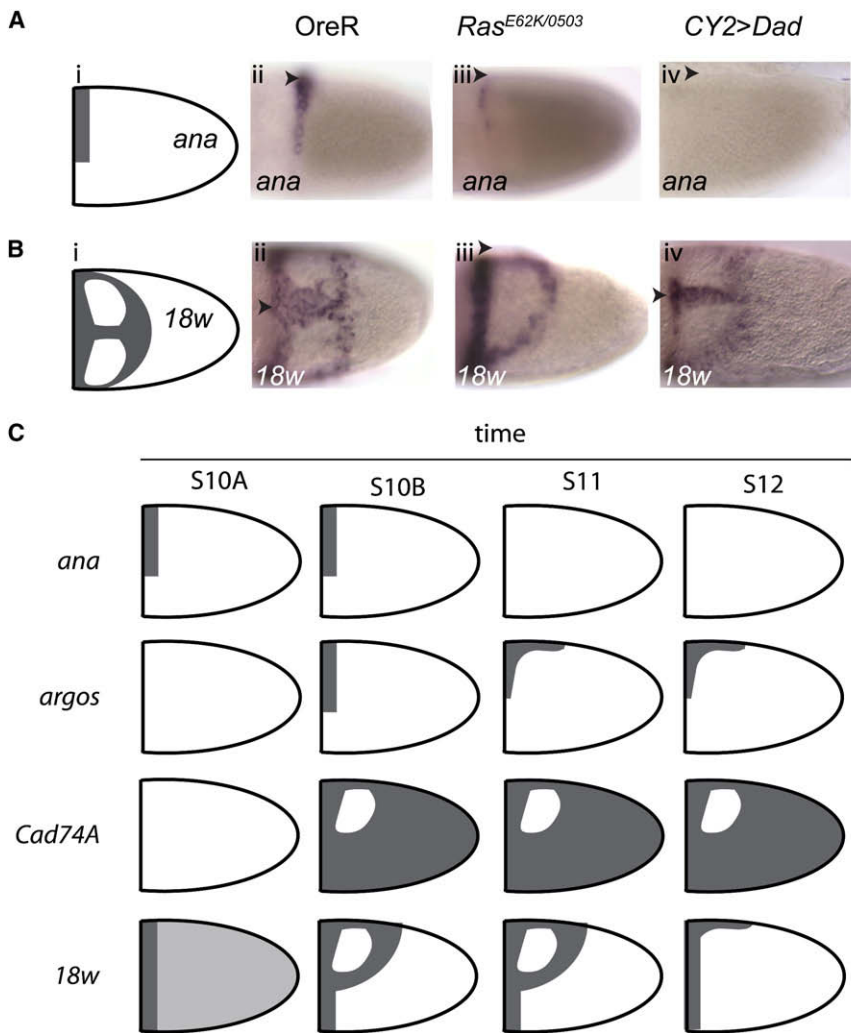 A
OreR
Ras^E62K/0503
CY2>Dad
i
ana
ii
ana
iii
ana
iv
ana
B
i
18w
ii
18w
iii
18w
iv
18w
C
time
S10A
S10B
S11
S12
ana
argos
Cad74A
18w